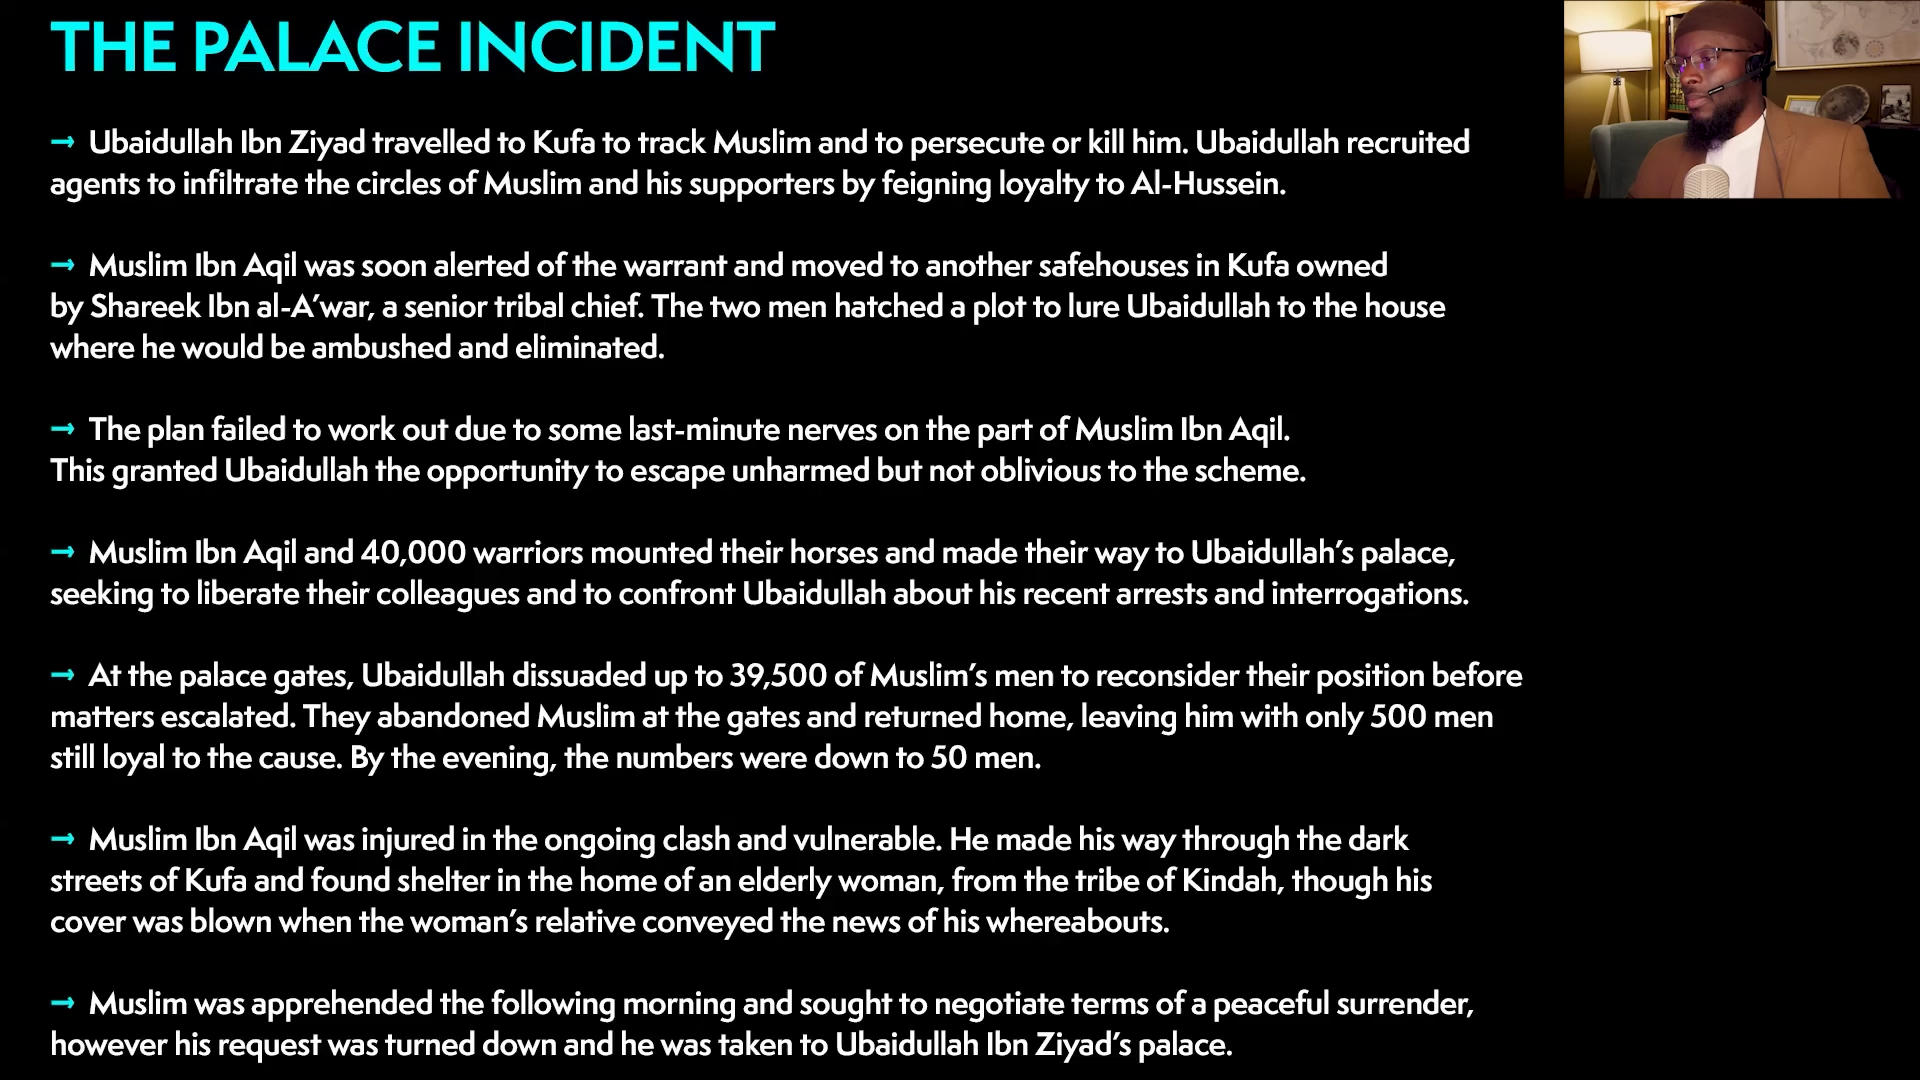 THE PALACE INCIDENT
→ Ubaidullah Ibn Ziyad travelled to Kufa to track Muslim and to persecute or kill him. Ubaidullah recruited
agents to infiltrate the circles of Muslim and his supporters by feigning loyalty to Al-Hussein.
→ Muslim Ibn Aqil was soon alerted of the warrant and moved to another safehouses in Kufa owned
by Shareek Ibn al-A’war, a senior tribal chief. The two men hatched a plot to lure Ubaidullah to the house
where he would be ambushed and eliminated.
→ The plan failed to work out due to some last-minute nerves on the part of Muslim Ibn Aqil.
This granted Ubaidullah the opportunity to escape unharmed but not oblivious to the scheme.
→ Muslim Ibn Aqil and 40,000 warriors mounted their horses and made their way to Ubaidullah’s palace,
seeking to liberate their colleagues and to confront Ubaidullah about his recent arrests and interrogations.
→ At the palace gates, Ubaidullah dissuaded up to 39,500 of Muslim’s men to reconsider their position before
matters escalated. They abandoned Muslim at the gates and returned home, leaving him with only 500 men
still loyal to the cause. By the evening, the numbers were down to 50 men.
→ Muslim Ibn Aqil was injured in the ongoing clash and vulnerable. He made his way through the dark
streets of Kufa and found shelter in the home of an elderly woman, from the tribe of Kindah, though his
cover was blown when the woman’s relative conveyed the news of his whereabouts.
→ Muslim was apprehended the following morning and sought to negotiate terms of a peaceful surrender,
however his request was turned down and he was taken to Ubaidullah Ibn Ziyad’s palace.